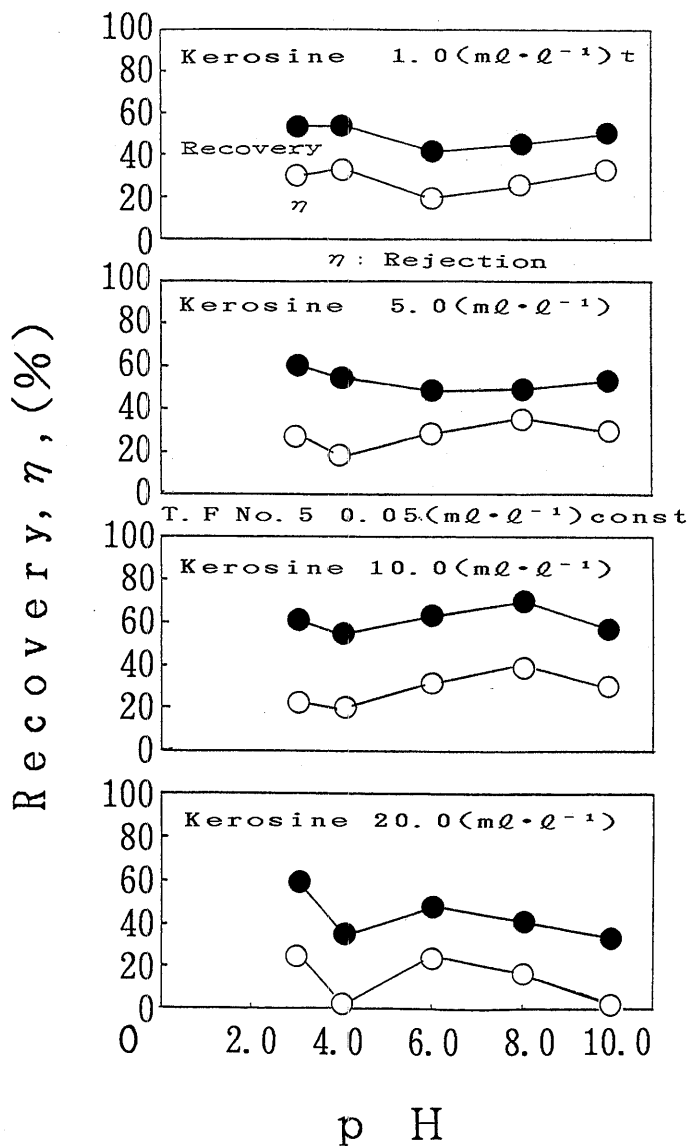 Recovery, η, (%)
100
80
60
40
20
0
Kerosine 1.0(mℓ・ℓ⁻¹)t
Recovery
η
η: Rejection
100
80
60
40
20
0
Kerosine 5.0(mℓ・ℓ⁻¹)
T.F No.5 0.05(mℓ・ℓ⁻¹)const
100
80
60
40
20
0
Kerosine 10.0(mℓ・ℓ⁻¹)
100
80
60
40
20
0
Kerosine 20.0(mℓ・ℓ⁻¹)
0 2.0 4.0 6.0 8.0 10.0
pH